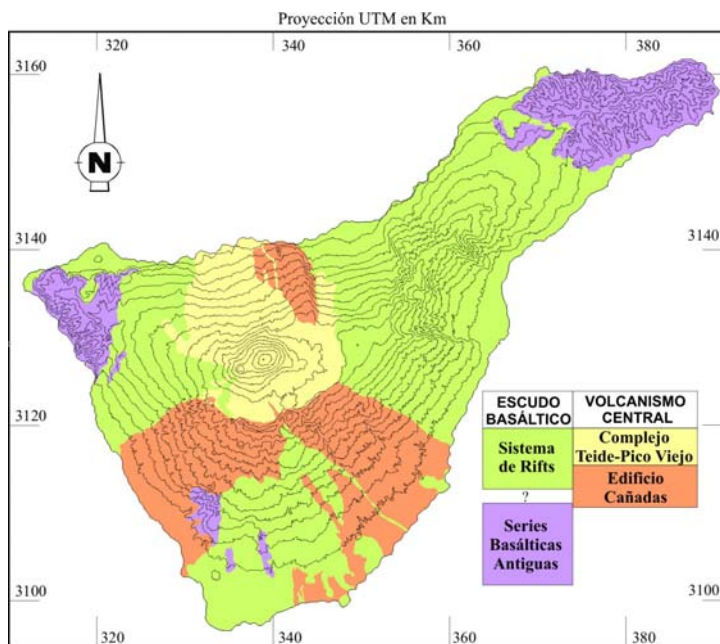 Proyección UTM en Km
320 340 360 380
3160
N
3140 3140
ESCUDO BASÁLTICO
VOLCANISMO CENTRAL
Sistema de Rifts
Complejo Teide-Pico Viejo
Edificio Cañadas
?
Series Basálticas Antiguas
3120 3120
3100 3100
320 340 360 380